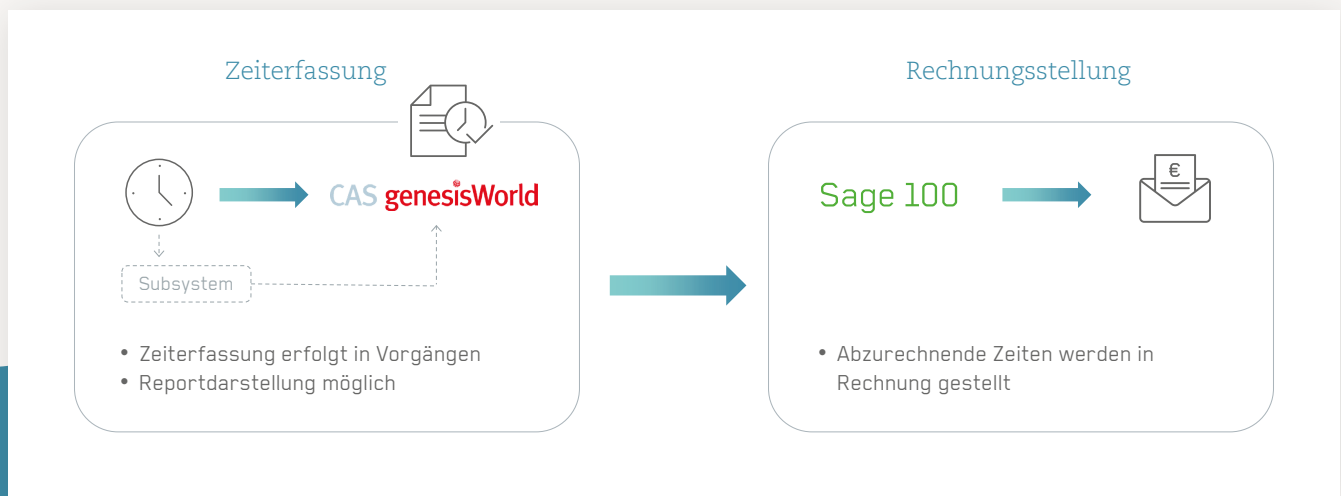 Zeiterfassung
CAS genesisWorld
Subsystem
• Zeiterfassung erfolgt in Vorgängen
• Reportdarstellung möglich
Rechnungsstellung
Sage 100
€
• Abzurechnende Zeiten werden in
Rechnung gestellt